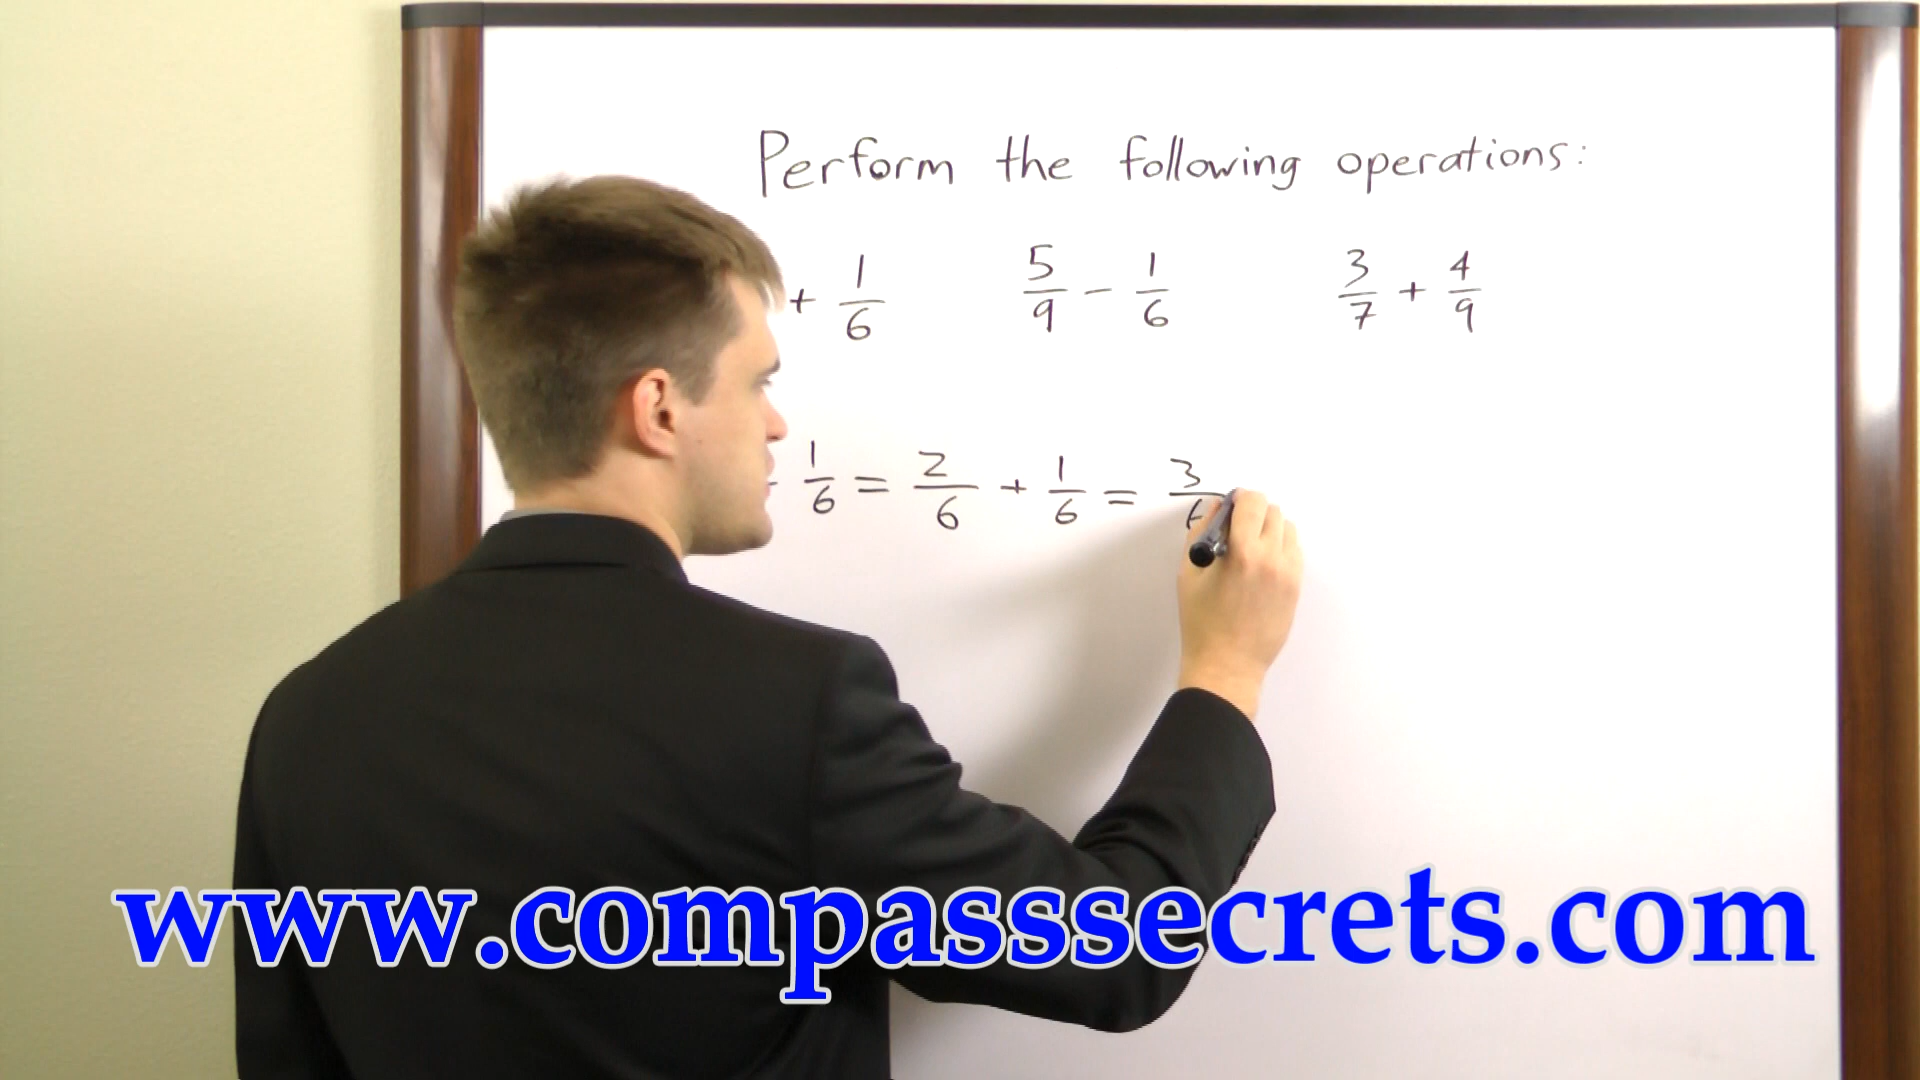 Perform the following operations:
+ 1/6 5/9 - 1/6 3/7 + 4/9
1/6 = 2/6 + 1/6 = 3/
www.compasssecrets.com